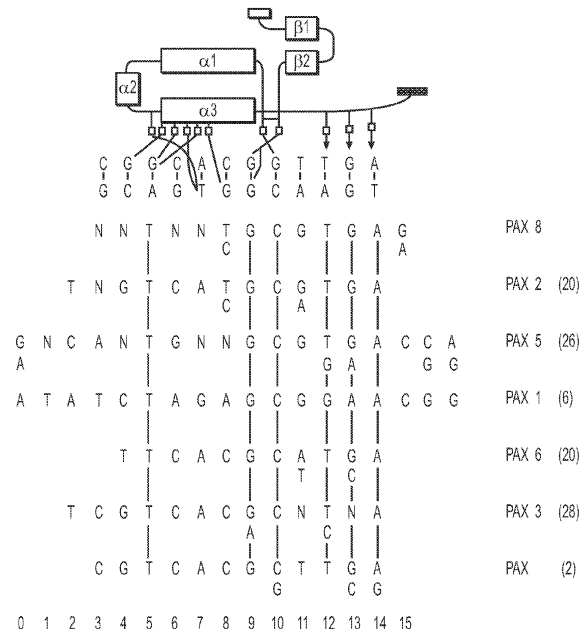 β1
α1 β2
α2
α3
C G G C A C G G T T G A
G C A G T G G C A A G T
N N T N N T G C G T G A G PAX 8
C A
T N G T C A T G C G T G A PAX 2 (20)
C A
G N C A N T G N N G C G T G A C C A PAX 5 (26)
A G A G G
A T A T C T A G A G C G G A A C G G PAX 1 (6)
T T C A C G C A T G A PAX 6 (20)
T C
T C G T C A C G C N T N A PAX 3 (28)
A C
C G T C A C G C T T G A PAX (2)
G C G
0 1 2 3 4 5 6 7 8 9 10 11 12 13 14 15